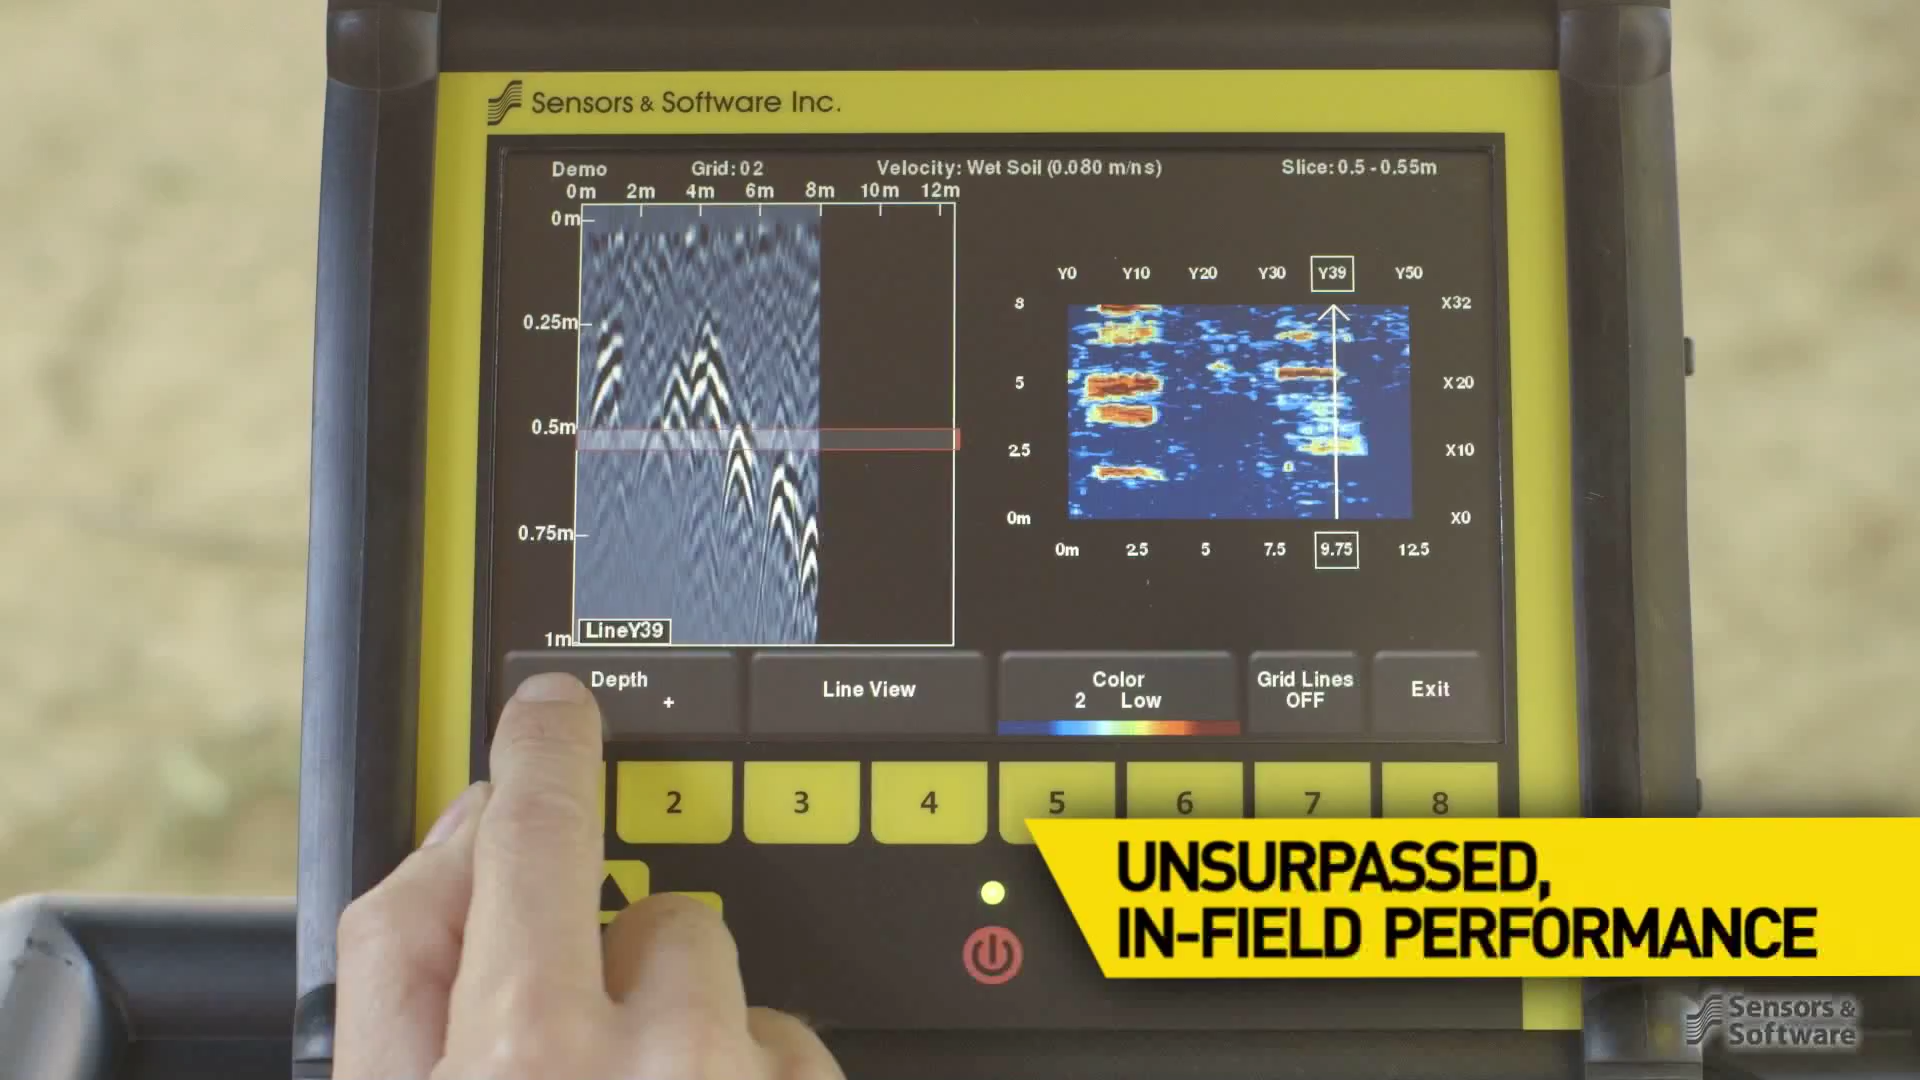 Sensors & Software Inc.
Demo Grid: 02 Velocity: Wet Soil (0.080 m/ns) Slice: 0.5 - 0.55m
0m 2m 4m 6m 8m 10m 12m
0m
0.25m
0.5m
0.75m
1m
LineY39
Y0 Y10 Y20 Y30 Y39 Y50
8 X32
5 X20
2.5 X10
0m X0
0m 2.5 5 7.5 9.75 12.5
Depth
+
Line View
Color
2 Low
Grid Lines
OFF
Exit
2 3 4 5 6 7 8
UNSURPASSED,
IN-FIELD PERFORMANCE
Sensors &
Software